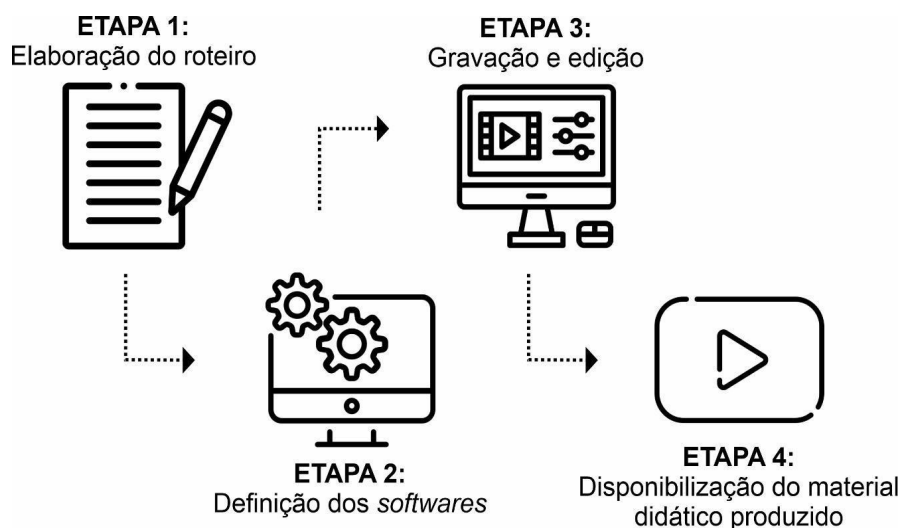 ETAPA 1:
Elaboração do roteiro
ETAPA 2:
Definição dos softwares
ETAPA 3:
Gravação e edição
ETAPA 4:
Disponibilização do material
didático produzido